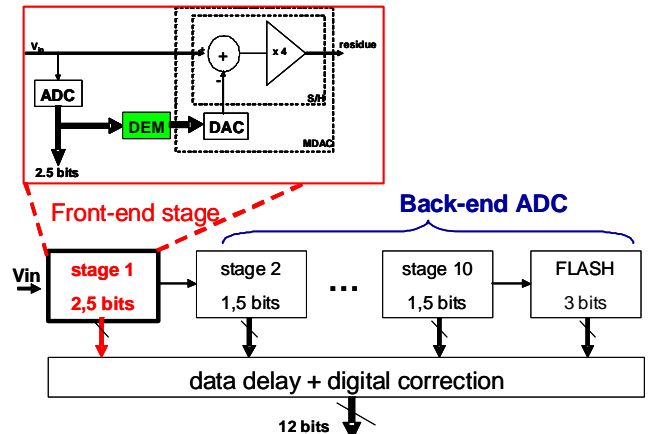 Vin
residue
+
+
x 4
-
S/H
ADC
DEM
DAC
MDAC
2.5 bits
Front-end stage
Back-end ADC
Vin
stage 1
2,5 bits
stage 2
1,5 bits
...
stage 10
1,5 bits
FLASH
3 bits
data delay + digital correction
12 bits